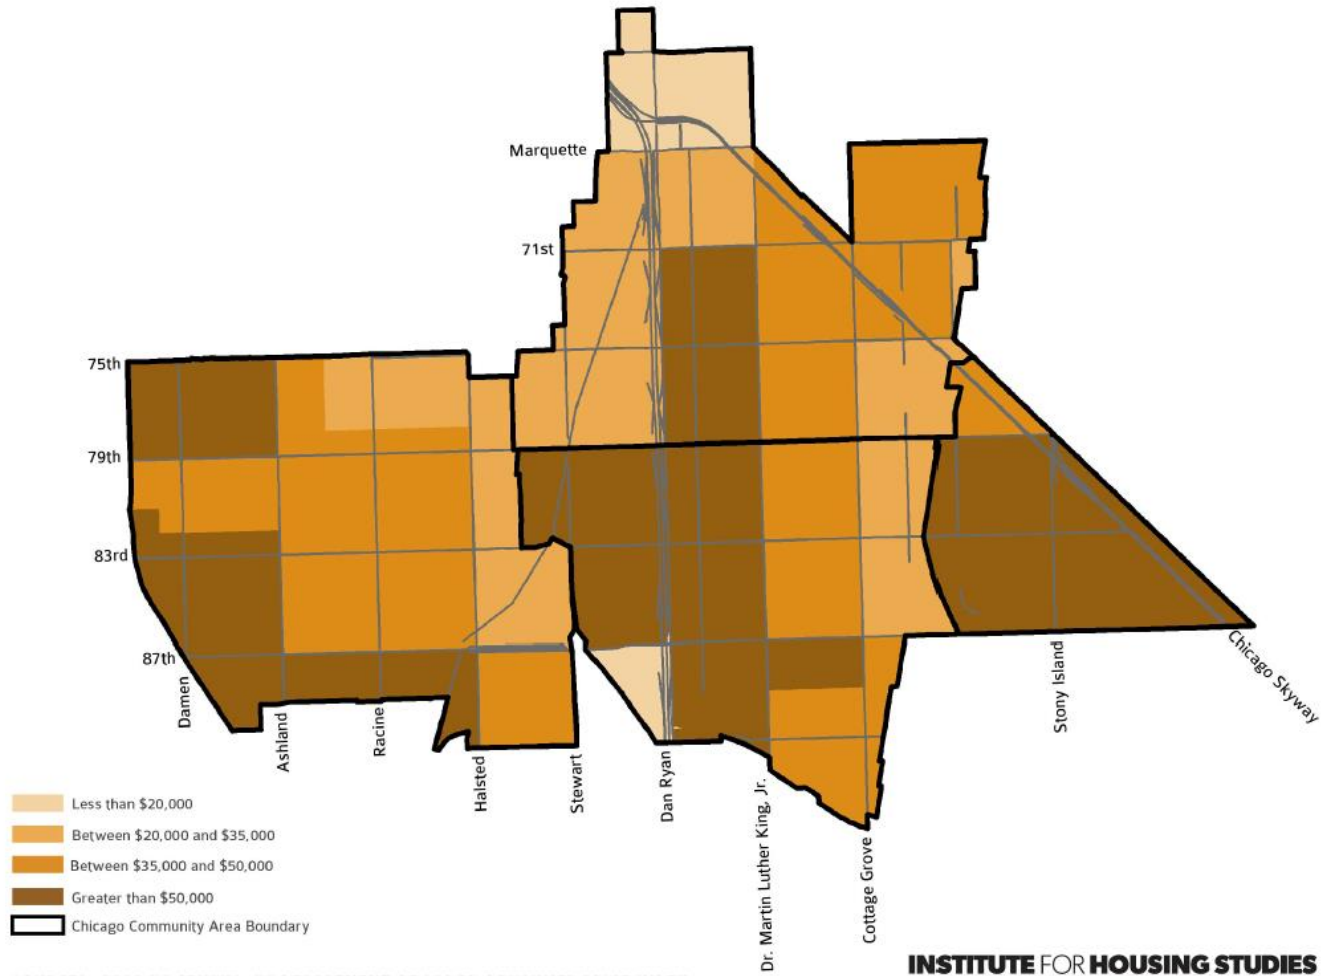 Marquette
71st
75th
79th
83rd
87th
Damen
Ashland
Racine
Halsted
Stewart
Dan Ryan
Dr. Martin Luther King, Jr.
Cottage Grove
Stony Island
Chicago Skyway
Less than $20,000
Between $20,000 and $35,000
Between $35,000 and $50,000
Greater than $50,000
Chicago Community Area Boundary
INSTITUTE FOR HOUSING STUDIES